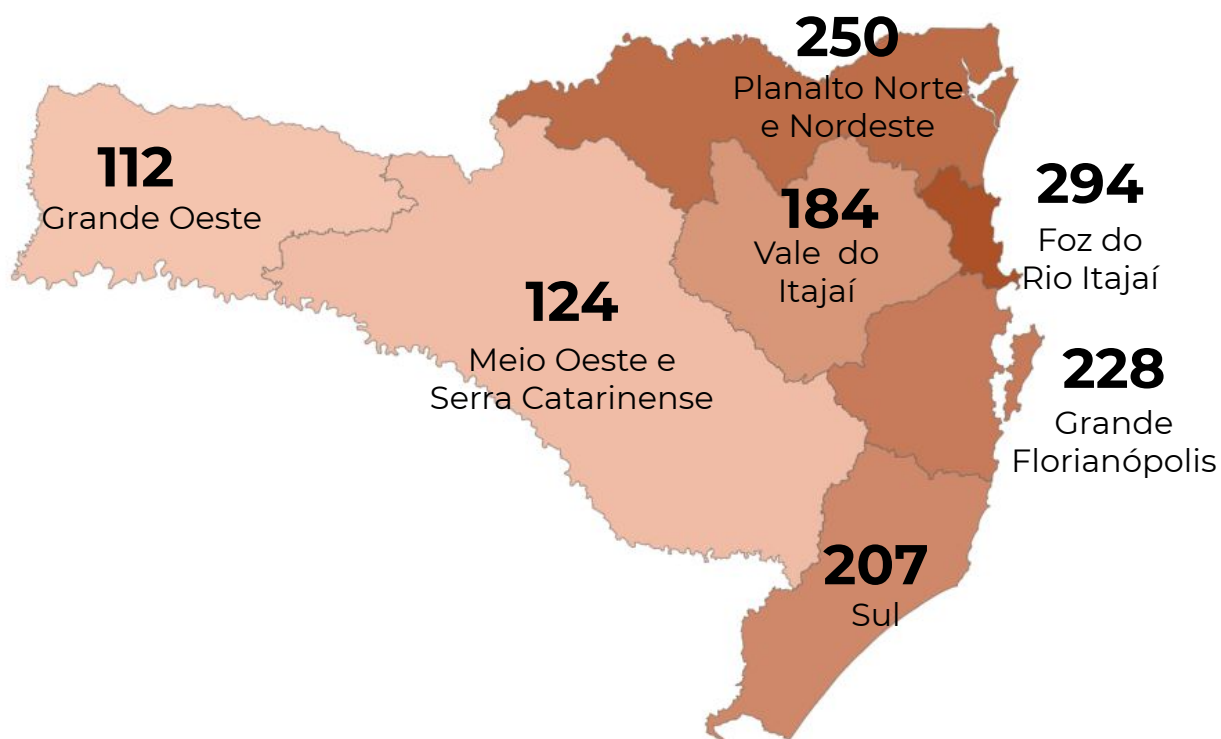 250
Planalto Norte
e Nordeste
112
Grande Oeste
184
Vale do
Itajaí
294
Foz do
Rio Itajaí
124
Meio Oeste e
Serra Catarinense
228
Grande
Florianópolis
207
Sul